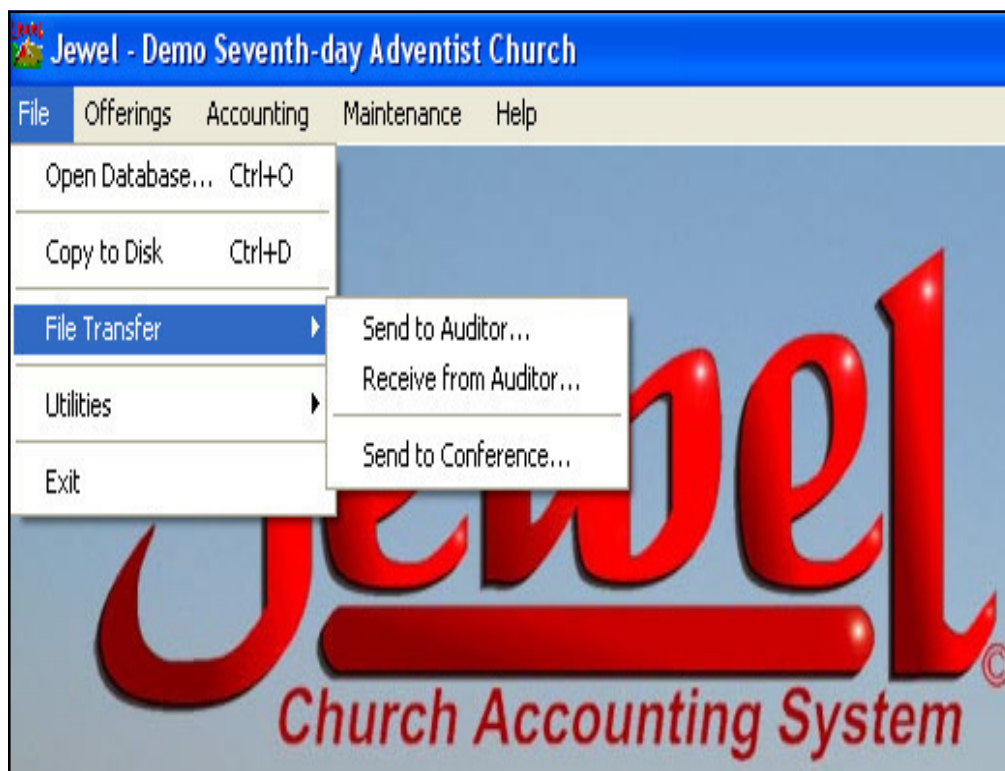 Jewel - Demo Seventh-day Adventist Church
File Offerings Accounting Maintenance Help
Open Database... Ctrl+O
Copy to Disk Ctrl+D
File Transfer
Utilities
Exit
Send to Auditor...
Receive from Auditor...
Send to Conference...
Jewel
©
Church Accounting System